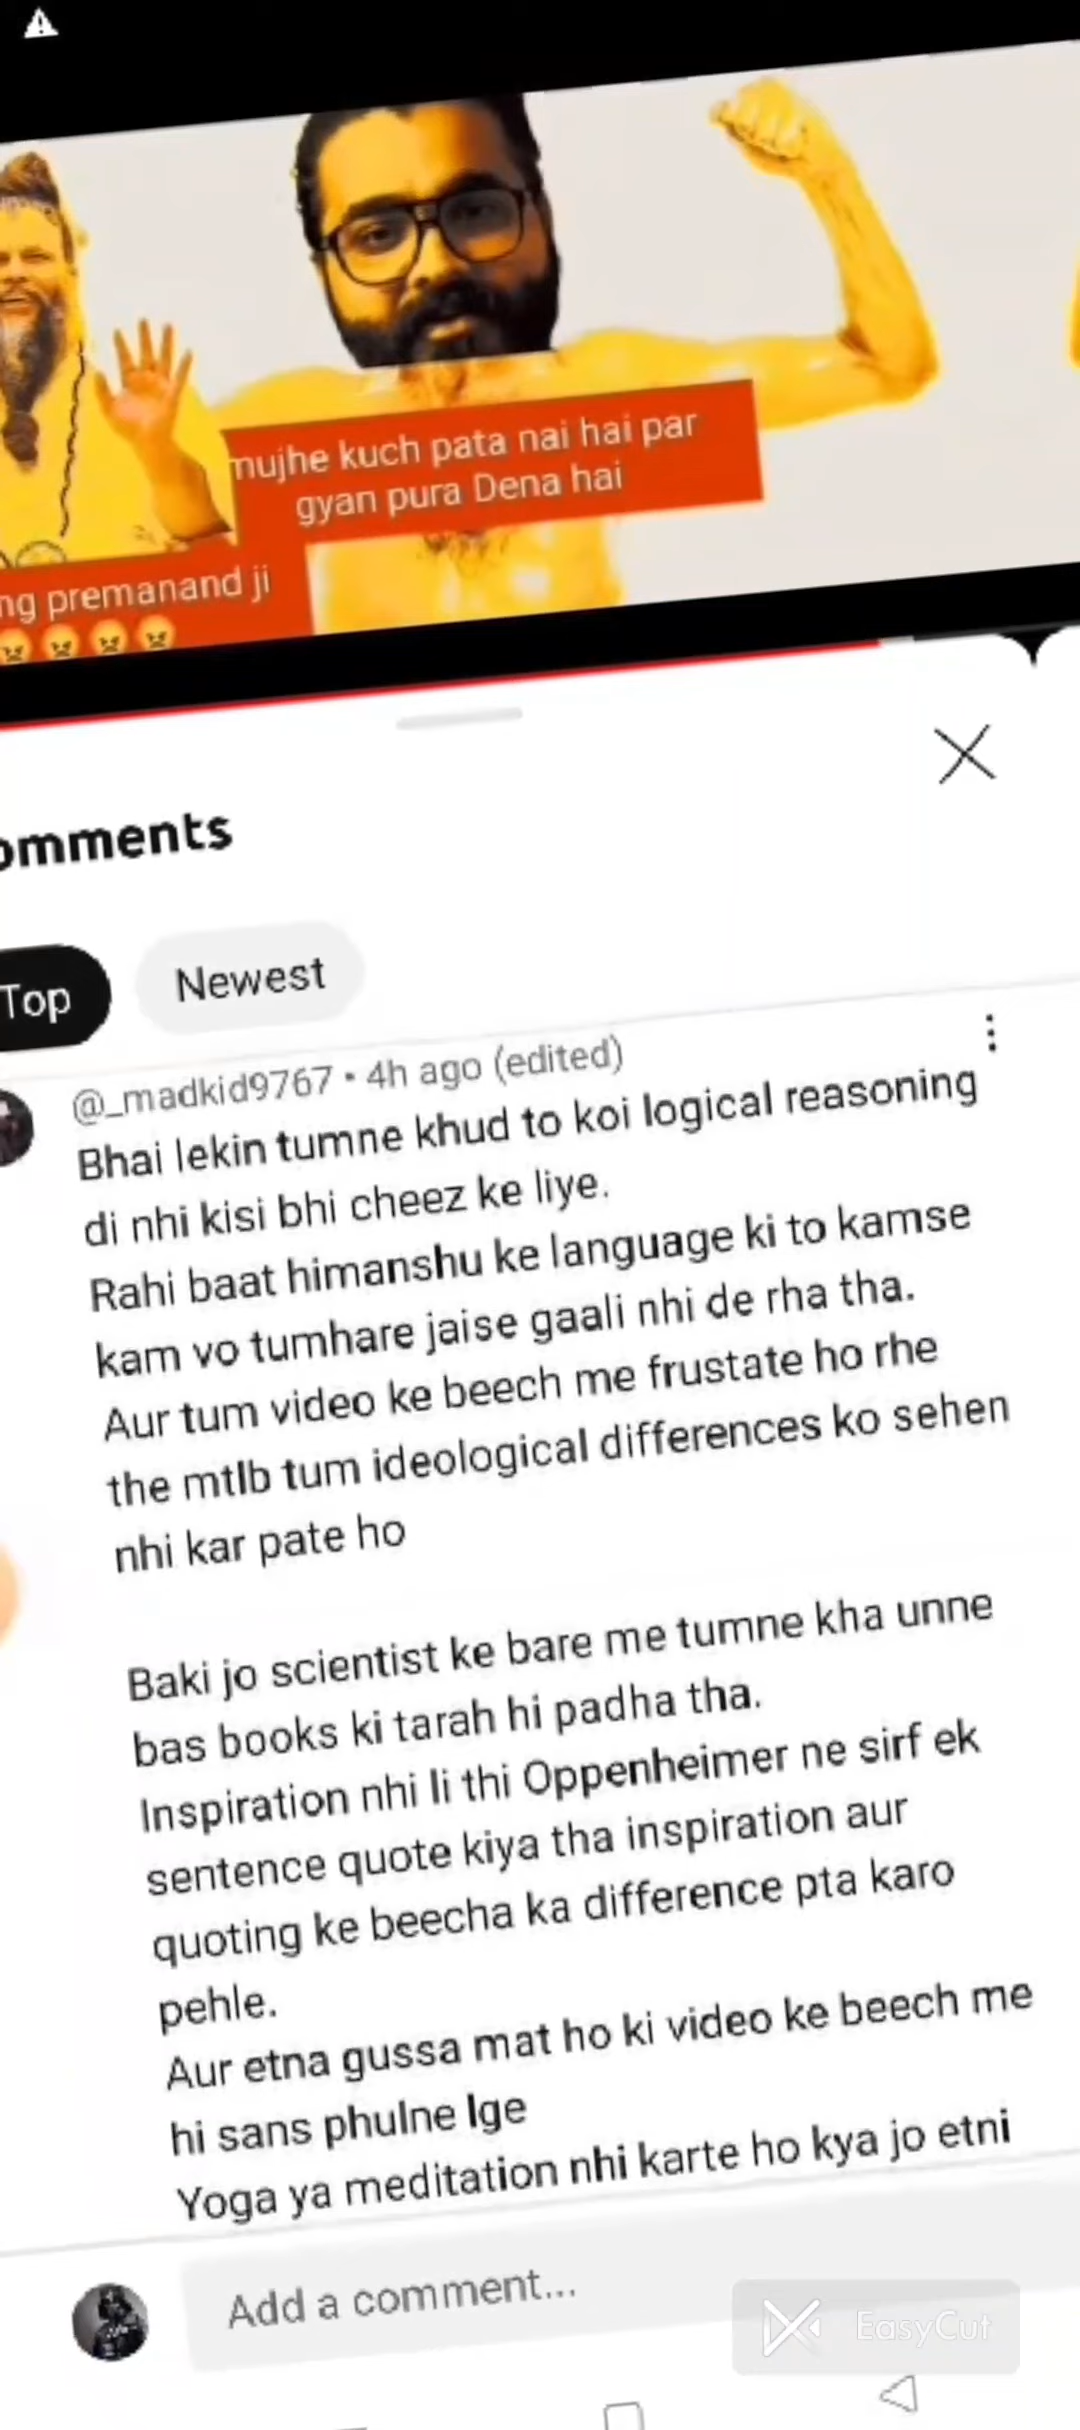 mujhe kuch pata nai hai par
gyan pura Dena hai
premanand ji
😠 😠 😠 😠
Comments
Top
Newest
@_madkid9767 • 4h ago (edited)
Bhai lekin tumne khud to koi logical reasoning
di nhi kisi bhi cheez ke liye.
Rahi baat himanshu ke language ki to kamse
kam vo tumhare jaise gaali nhi de rha tha.
Aur tum video ke beech me frustate ho rhe
the mtlb tum ideological differences ko sehen
nhi kar pate ho
Baki jo scientist ke bare me tumne kha unne
bas books ki tarah hi padha tha.
Inspiration nhi li thi Oppenheimer ne sirf ek
sentence quote kiya tha inspiration aur
quoting ke beecha ka difference pta karo
pehle.
Aur etna gussa mat ho ki video ke beech me
hi sans phulne lge
Yoga ya meditation nhi karte ho kya jo etni
Add a comment...
EasyCut